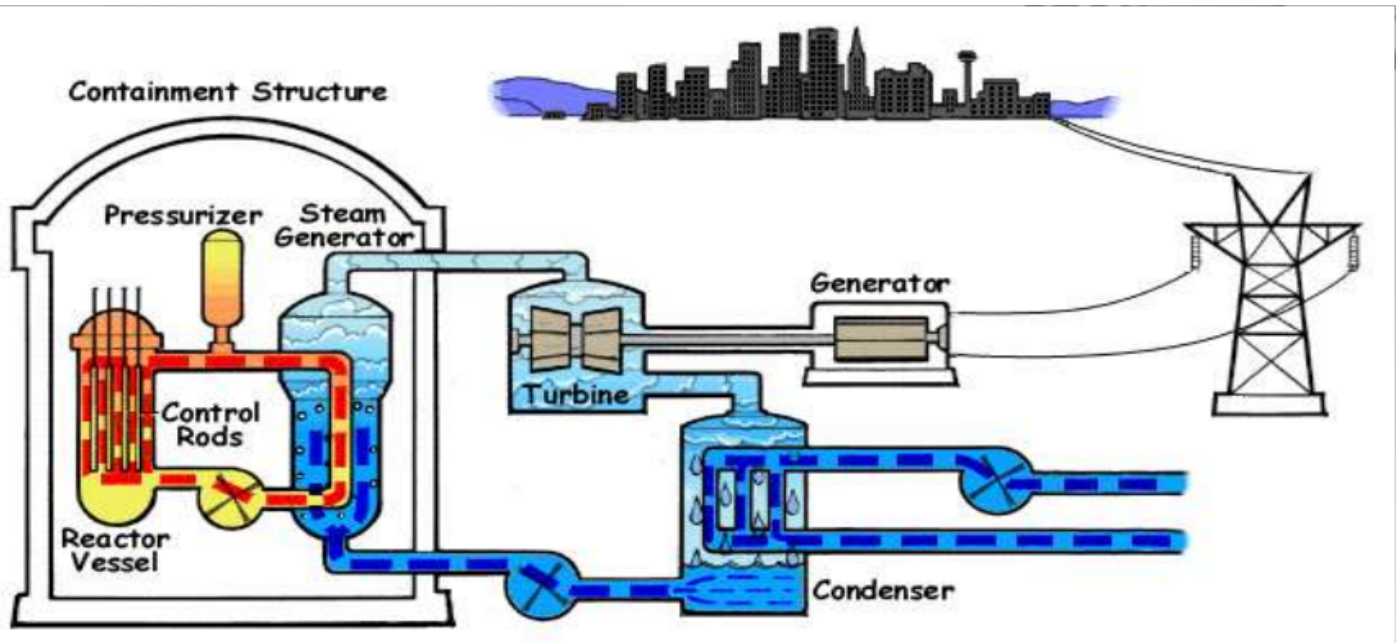 Containment Structure
Pressurizer
Steam
Generator
Control
Rods
Reactor
Vessel
Turbine
Generator
Condenser